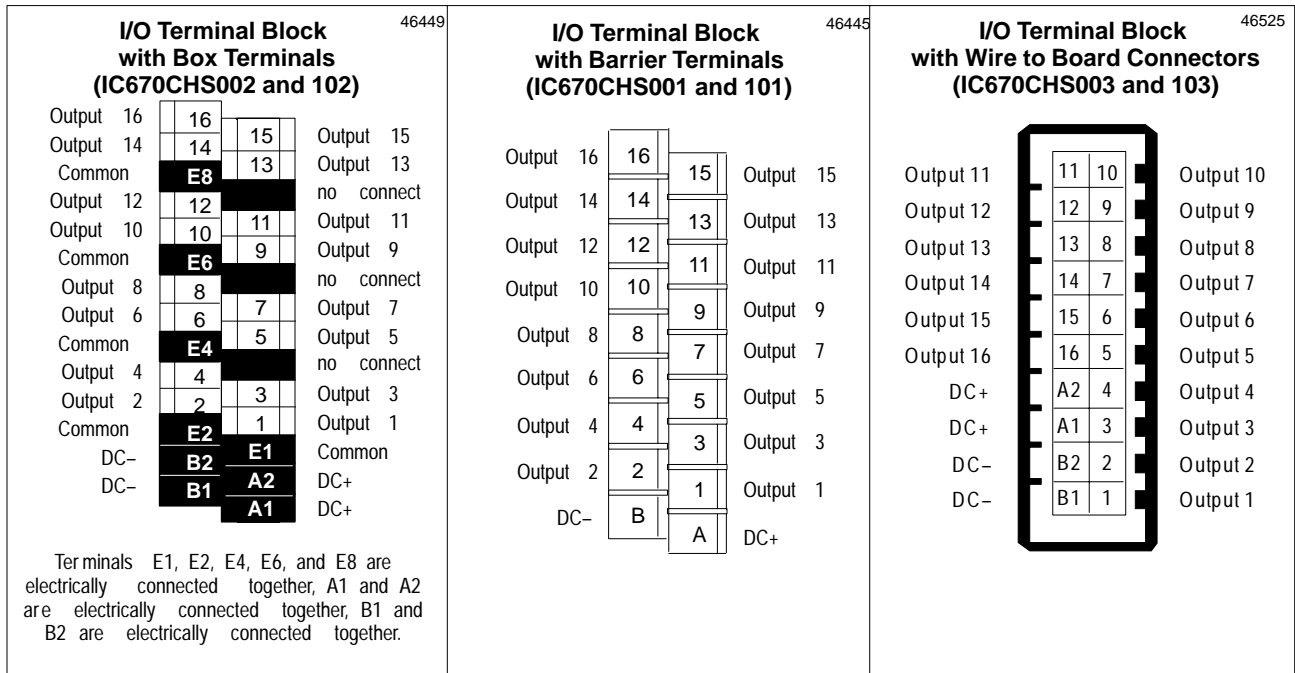 46449
I/O Terminal Block
with Box Terminals
(IC670CHS002 and 102)
Output 16 16
15 Output 15
Output 14 14
13 Output 13
Common E8
no connect
Output 12 12
11 Output 11
Output 10 10
9 Output 9
Common E6
no connect
Output 8 8
7 Output 7
Output 6 6
5 Output 5
Common E4
no connect
Output 4 4
3 Output 3
Output 2 2
1 Output 1
Common E2
E1 Common
DC– B2
A2 DC+
DC– B1
A1 DC+
Terminals E1, E2, E4, E6, and E8 are
electrically connected together, A1 and A2
are electrically connected together, B1 and
B2 are electrically connected together.
46445
I/O Terminal Block
with Barrier Terminals
(IC670CHS001 and 101)
Output 16 16
15 Output 15
Output 14 14
13 Output 13
Output 12 12
11 Output 11
Output 10 10
9 Output 9
Output 8 8
7 Output 7
Output 6 6
5 Output 5
Output 4 4
3 Output 3
Output 2 2
1 Output 1
DC– B
A DC+
46525
I/O Terminal Block
with Wire to Board Connectors
(IC670CHS003 and 103)
Output 11 11 10 Output 10
Output 12 12 9 Output 9
Output 13 13 8 Output 8
Output 14 14 7 Output 7
Output 15 15 6 Output 6
Output 16 16 5 Output 5
DC+ A2 4 Output 4
DC+ A1 3 Output 3
DC– B2 2 Output 2
DC– B1 1 Output 1